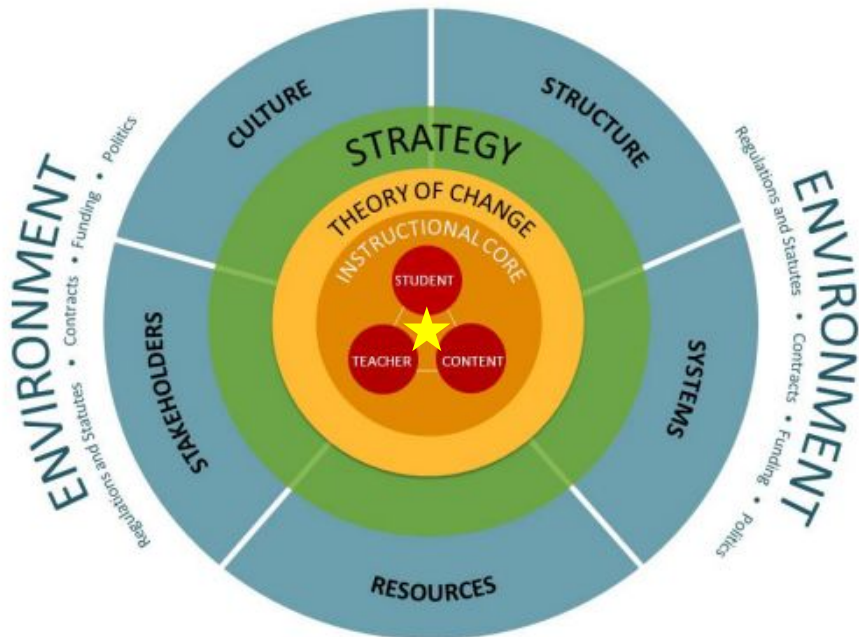 CULTURE
STRUCTURE
STRATEGY
THEORY OF CHANGE
INSTRUCTIONAL CORE
STUDENT
TEACHER
CONTENT
STAKEHOLDERS
SYSTEMS
RESOURCES
ENVIRONMENT
Regulations and Statutes • Contracts • Funding • Politics
ENVIRONMENT
Regulations and Statutes • Contracts • Funding • Politics